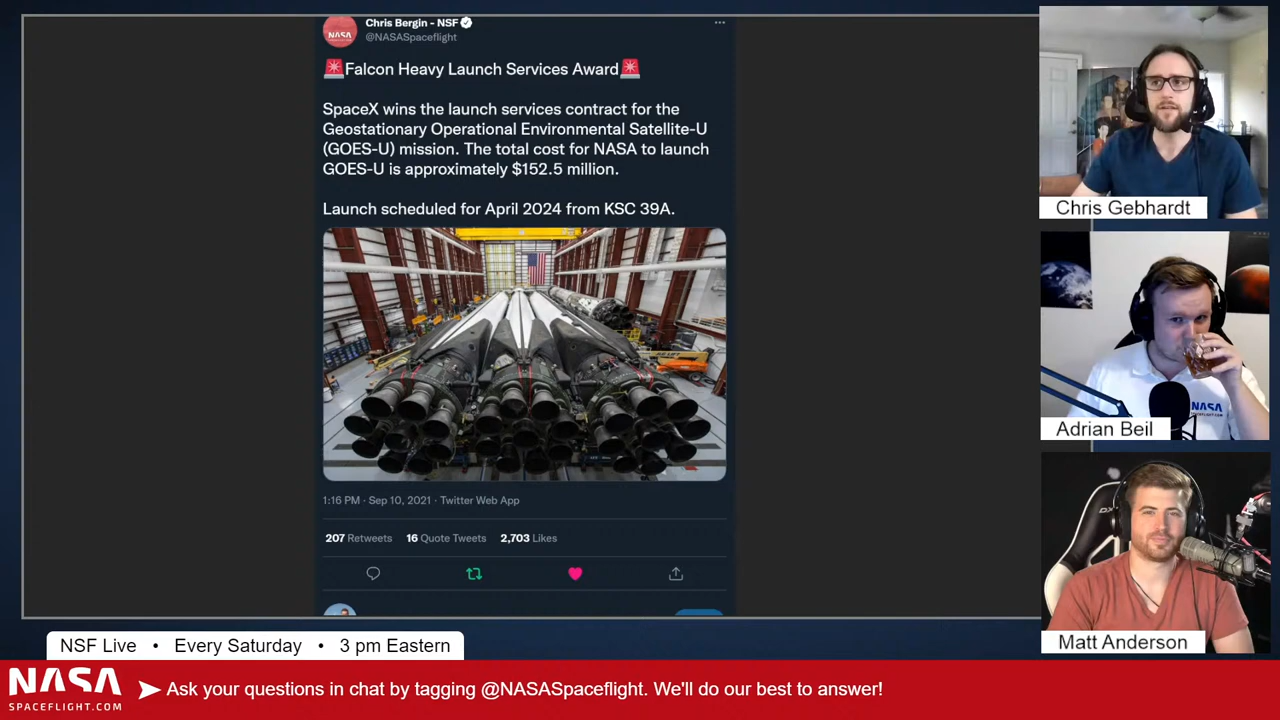 Chris Bergin - NSF
@NASASpaceflight
🚨Falcon Heavy Launch Services Award🚨
SpaceX wins the launch services contract for the
Geostationary Operational Environmental Satellite-U
(GOES-U) mission. The total cost for NASA to launch
GOES-U is approximately $152.5 million.
Launch scheduled for April 2024 from KSC 39A.
1:16 PM · Sep 10, 2021 · Twitter Web App
207 Retweets 16 Quote Tweets 2,703 Likes
Chris Gebhardt
NASA
Adrian Beil
Matt Anderson
NSF Live • Every Saturday • 3 pm Eastern
NASA
SPACEFLIGHT.COM
Ask your questions in chat by tagging @NASASpaceflight. We'll do our best to answer!